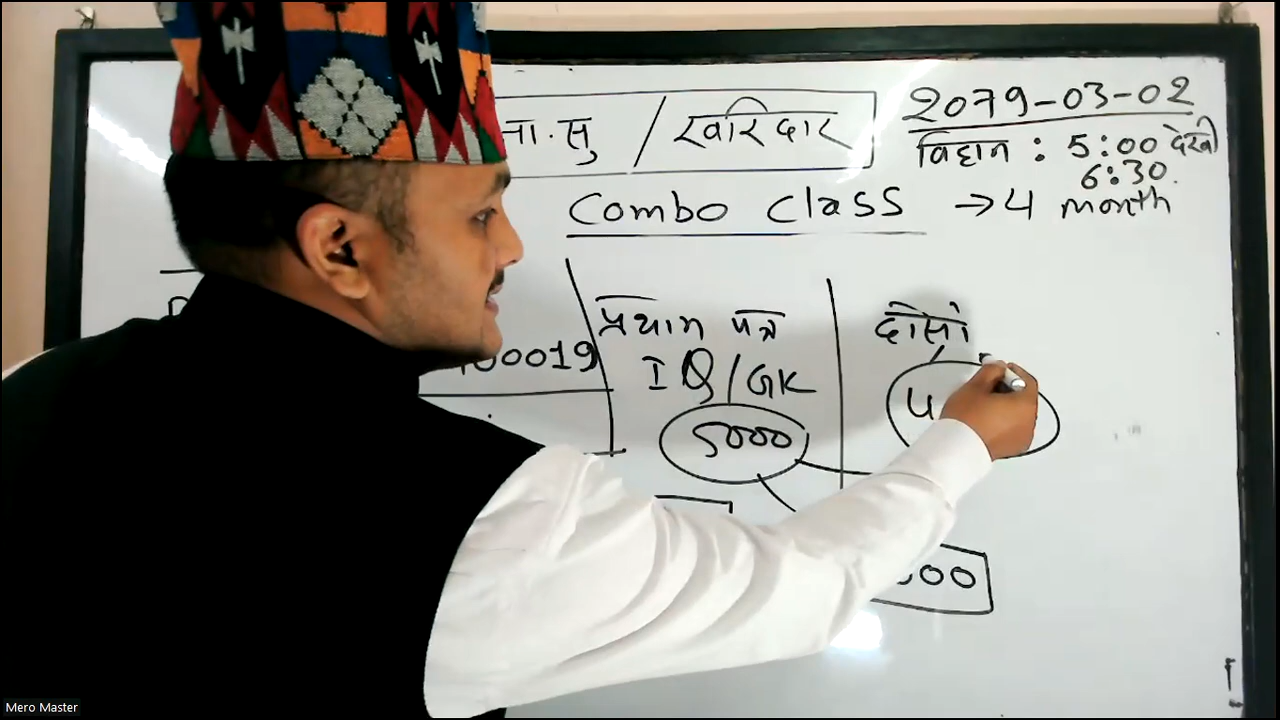 ना.सु / खरिदार
2079-03-02
विहान : 5:00 देखी
6:30
Combo Class → 4 month
प्रथम पत्र
दोस्रो
IQ/GK
00019
5000
000
Mero Master